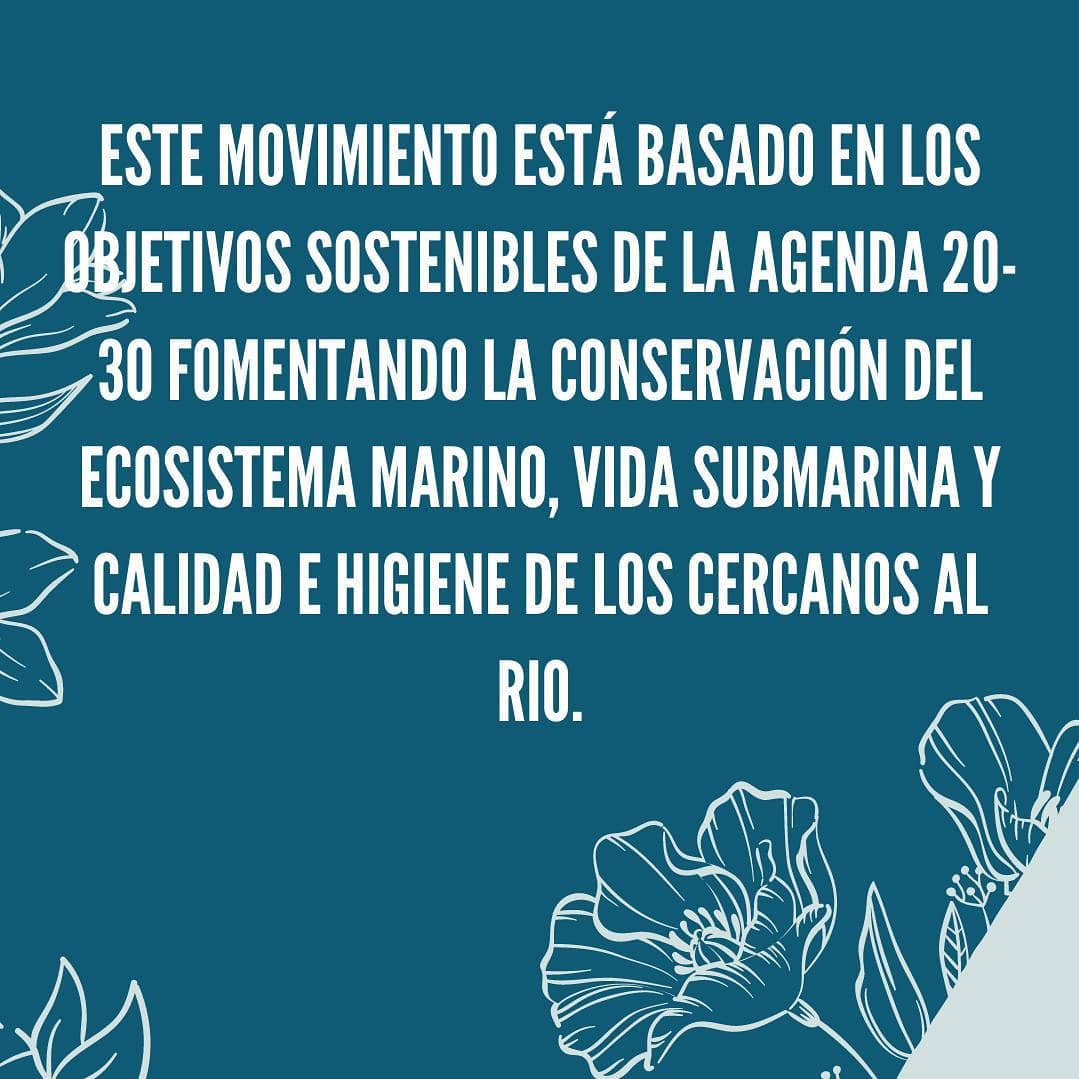 ESTE MOVIMIENTO ESTÁ BASADO EN LOS
OBJETIVOS SOSTENIBLES DE LA AGENDA 20-
30 FOMENTANDO LA CONSERVACIÓN DEL
ECOSISTEMA MARINO, VIDA SUBMARINA Y
CALIDAD E HIGIENE DE LOS CERCANOS AL
RIO.